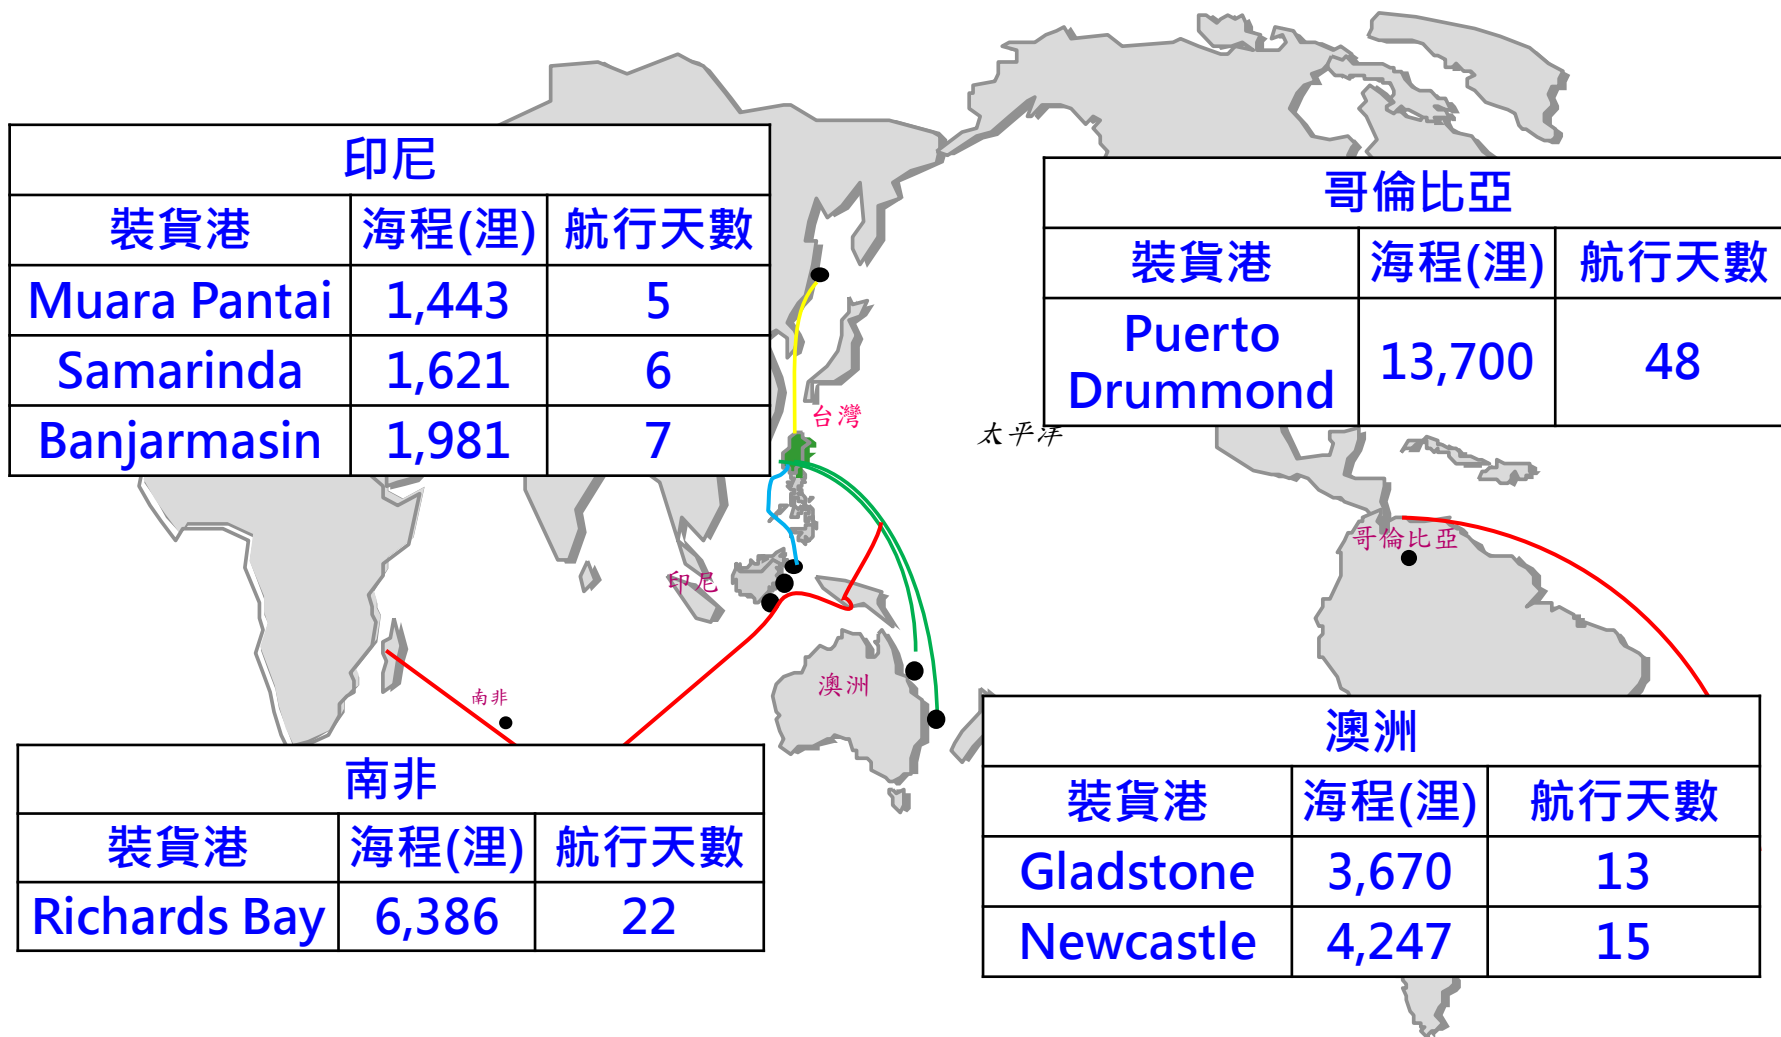 印尼
裝貨港 海程(浬) 航行天數
Muara Pantai 1,443 5
Samarinda 1,621 6
Banjarmasin 1,981 7
哥倫比亞
裝貨港 海程(浬) 航行天數
Puerto
Drummond 13,700 48
台灣
太平洋
哥倫比亞
印尼
澳洲
南非
南非
裝貨港 海程(浬) 航行天數
Richards Bay 6,386 22
澳洲
裝貨港 海程(浬) 航行天數
Gladstone 3,670 13
Newcastle 4,247 15